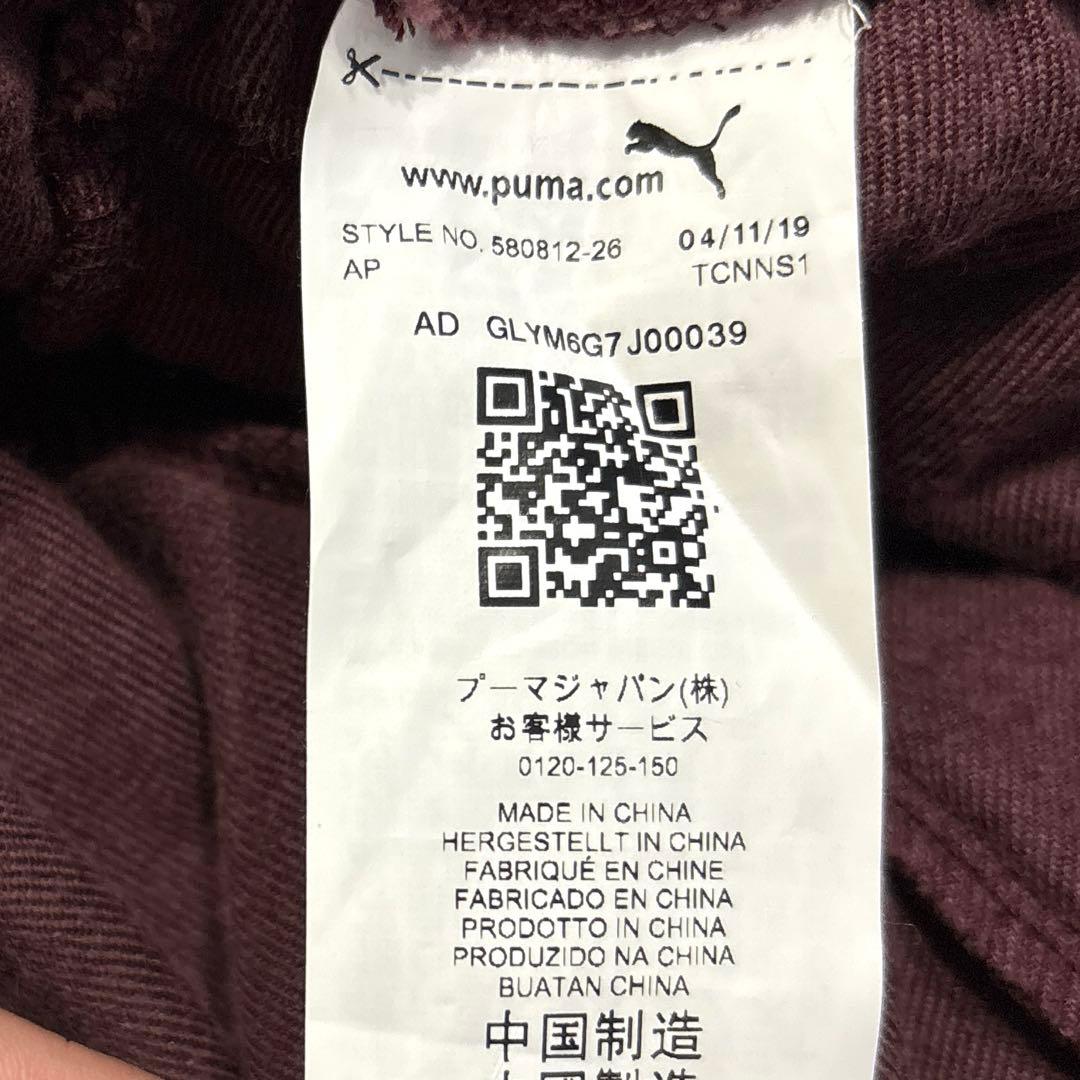 www.puma.com
STYLE NO. 580812-26 04/11/19
AP TCNNS1
AD GLYM6G7J00039
プーマジャパン(株)
お客様サービス
0120-125-150
MADE IN CHINA
HERGESTELLT IN CHINA
FABRIQUÉ EN CHINE
FABRICADO EN CHINA
PRODOTTO IN CHINA
PRODUZIDO NA CHINA
BUATAN CHINA
中国制造